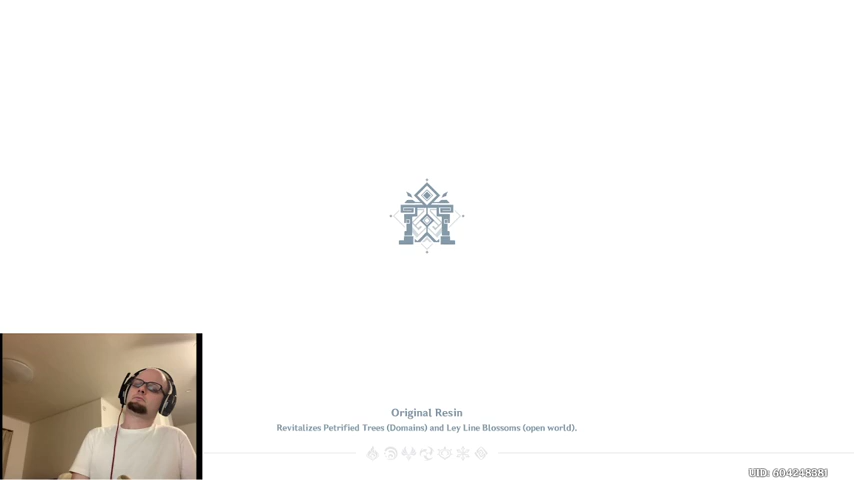 Original Resin
Revitalizes Petrified Trees (Domains) and Ley Line Blossoms (open world).
UID: 604248381